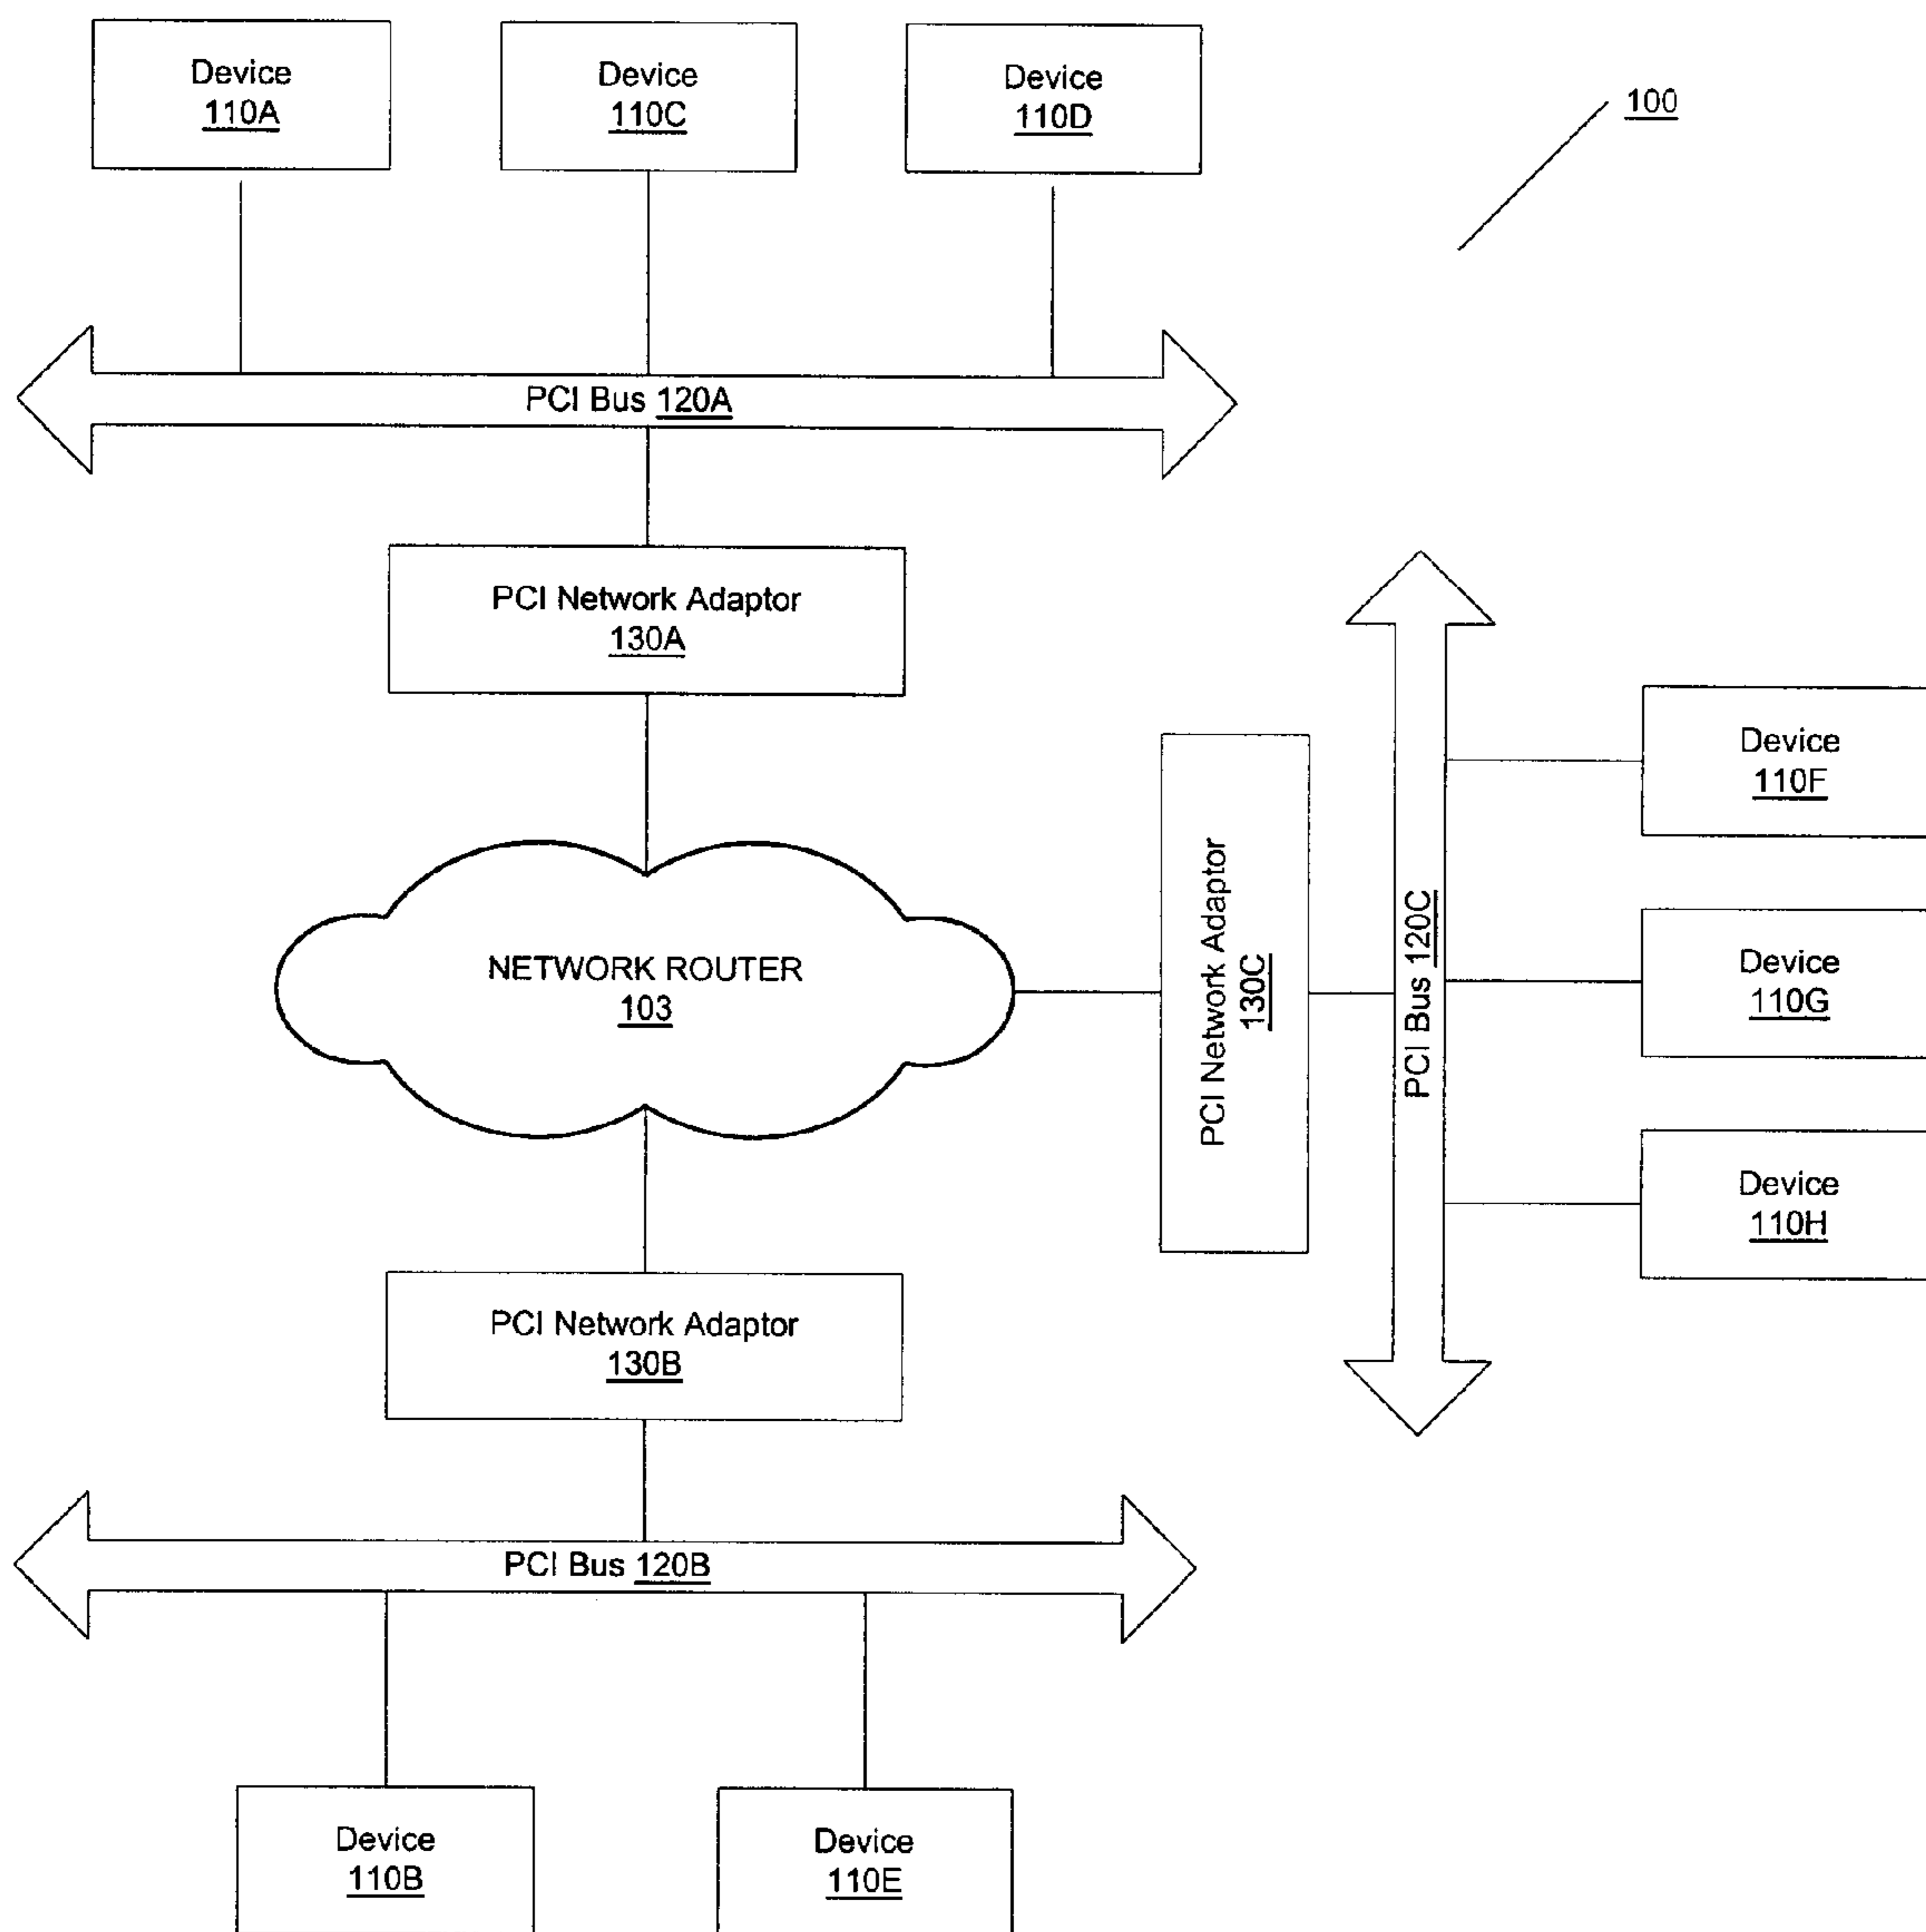 Device
110A
Device
110C
Device
110D
100
PCI Bus 120A
PCI Network Adaptor
130A
NETWORK ROUTER
103
PCI Network Adaptor
130C
PCI Bus 120C
Device
110F
Device
110G
Device
110H
PCI Network Adaptor
130B
PCI Bus 120B
Device
110B
Device
110E